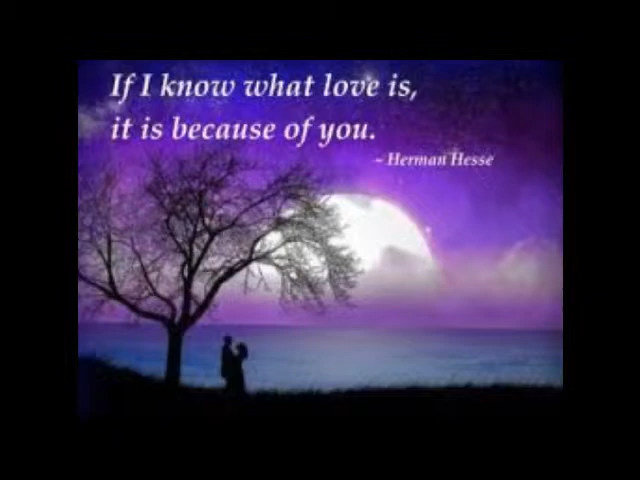 If I know what love is,
it is because of you.
~ Herman Hesse